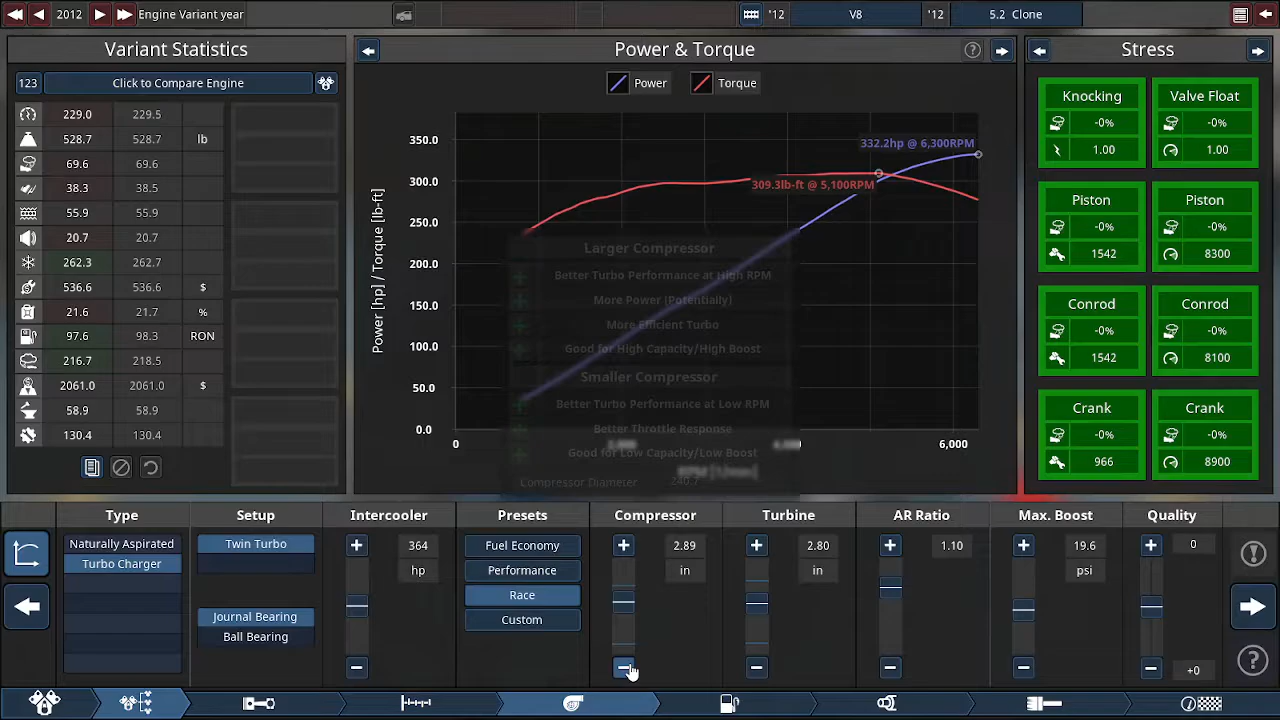 2012 Engine Variant year '12 V8 '12 5.2 Clone
Variant Statistics
123 Click to Compare Engine
229.0 229.5
528.7 528.7 lb
69.6 69.6
38.3 38.5
55.9 55.9
20.7 20.7
262.3 262.7
536.6 536.6 $
21.6 21.7 %
97.6 98.3 RON
216.7 218.5
2061.0 2061.0 $
58.9 58.9
130.4 130.4
Power & Torque ?
Power Torque
Power [hp] / Torque [lb-ft]
350.0
300.0
250.0
200.0
150.0
100.0
50.0
0.0
0 6,000
332.2hp @ 6,300RPM
309.3lb-ft @ 5,100RPM
Larger Compressor
Better Turbo Performance at High RPM
More Power (Potentially)
More Efficient Turbo
Good for High Capacity/High Boost
Smaller Compressor
Better Turbo Performance at Low RPM
Better Throttle Response
Good for Low Capacity/Low Boost
Compressor Diameter 240.7
Stress
Knocking
-0%
1.00
Valve Float
-0%
1.00
Piston
-0%
1542
Piston
-0%
8300
Conrod
-0%
1542
Conrod
-0%
8100
Crank
-0%
966
Crank
-0%
8900
Type
Naturally Aspirated
Turbo Charger
Setup
Twin Turbo
Journal Bearing
Ball Bearing
Intercooler
364
hp
Presets
Fuel Economy
Performance
Race
Custom
Compressor
2.89
in
Turbine
2.80
in
AR Ratio
1.10
Max. Boost
19.6
psi
Quality
0
+0
?